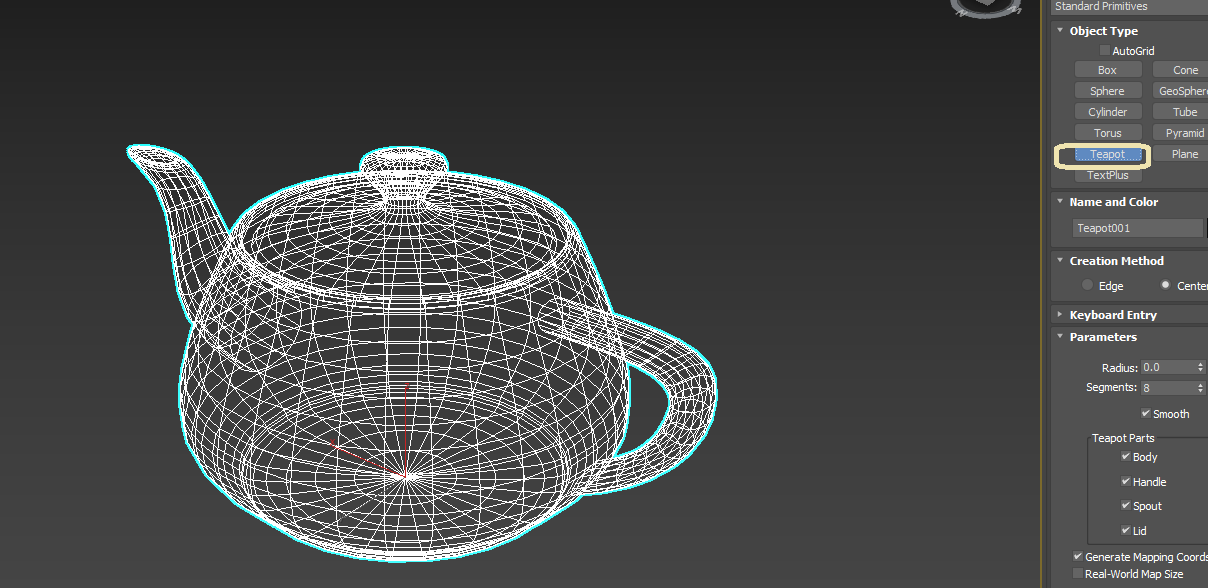 Standard Primitives
Object Type
AutoGrid
Box Cone
Sphere GeoSpher
Cylinder Tube
Torus Pyramid
Teapot Plane
TextPlus
Name and Color
Teapot001
Creation Method
Edge Center
Keyboard Entry
Parameters
Radius: 0.0
Segments: 8
Smooth
Teapot Parts
Body
Handle
Spout
Lid
Generate Mapping Coords
Real-World Map Size